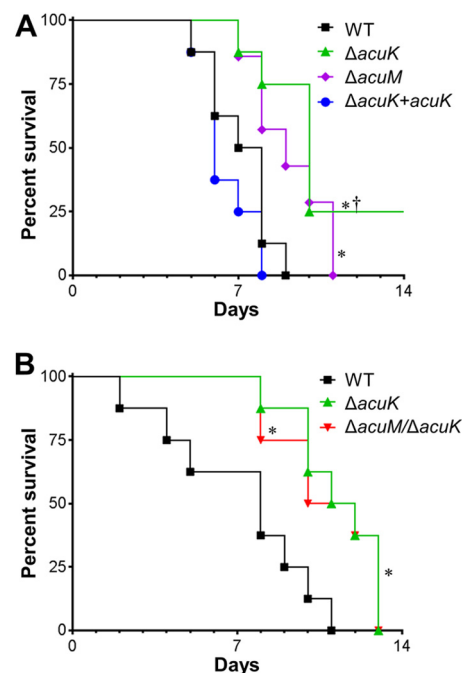 A
WT
ΔacuK
ΔacuM
ΔacuK+acuK
Percent survival
100
75
50
25
0
*†
*
0
7
14
Days
B
WT
ΔacuK
ΔacuM/ΔacuK
Percent survival
100
75
50
25
0
*
*
0
7
14
Days